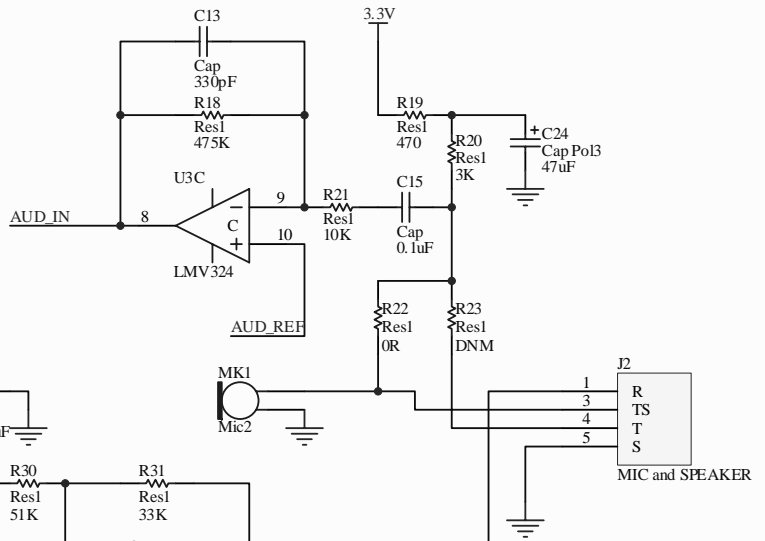 C13
Cap
330pF
3.3V
R18
Res1
475K
R19
Res1
470
R20
Res1
3K
+
C24
Cap Pol3
47uF
U3C
9
R21
Res1
10K
C15
Cap
0.1uF
AUD_IN
8
C
10
LMV324
AUD_REF
R22
Res1
0R
R23
Res1
DNM
MK1
Mic2
J2
1
R
3
TS
4
T
5
S
MIC and SPEAKER
F
R30
Res1
51K
R31
Res1
33K